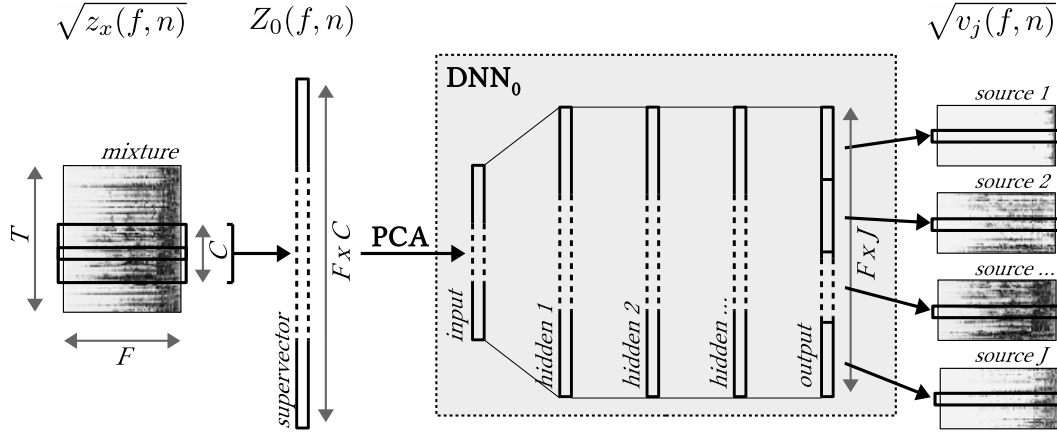 √z_x(f, n)
Z_0(f, n)
√v_j(f, n)
mixture
T
C
F
supervector
F x C
PCA
DNN_0
input
hidden 1
hidden 2
hidden ...
output
F x J
source 1
source 2
source ...
source J